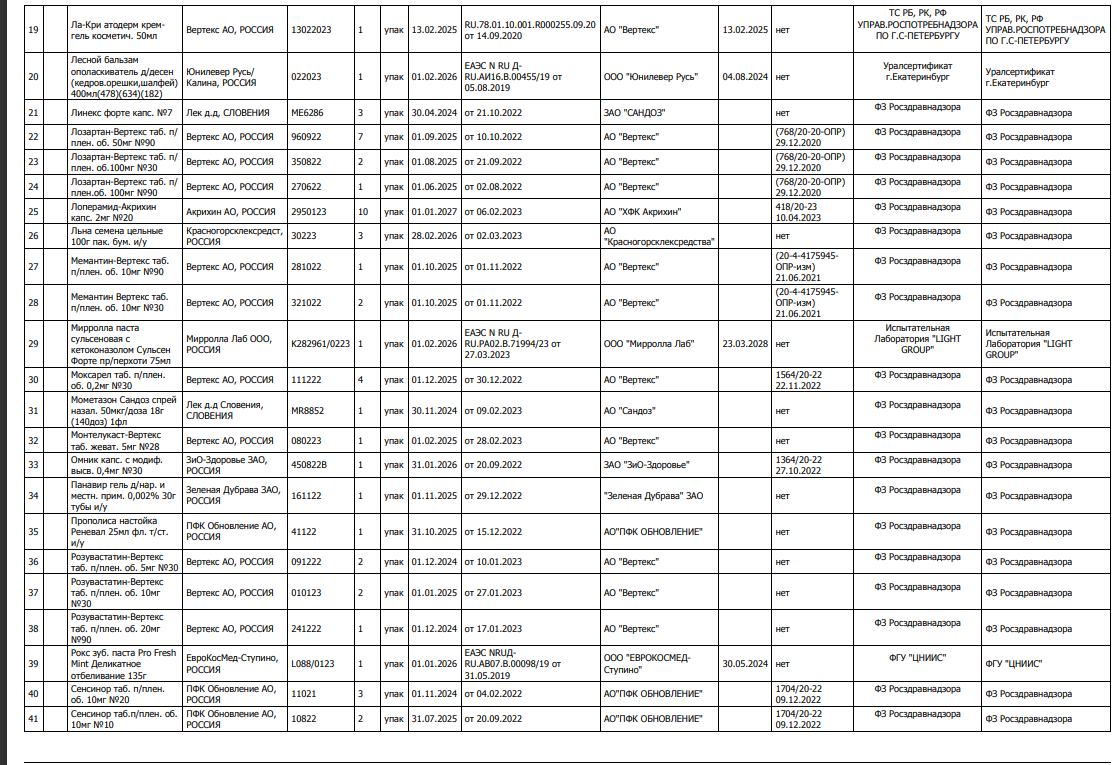 19 Ла-Кри атодерм крем-гель косметич. 50мл Вертекс АО, РОССИЯ 13022023 1 упак 13.02.2025 RU.78.01.10.001.R000255.09.20 от 14.09.2020 АО "Вертекс" 13.02.2025 нет ТС РБ, РК, РФ УПРАВ.РОСПОТРЕБНАДЗОРА ПО Г.С-ПЕТЕРБУРГУ ТС РБ, РК, РФ УПРАВ.РОСПОТРЕБНАДЗОРА ПО Г.С-ПЕТЕРБУРГУ
20 Лесной бальзам ополаскиватель д/десен (кедров.орешки,шалфей) 400мл(478)(634)(182) Юнилевер Русь/Калина, РОССИЯ 022023 1 упак 01.02.2026 ЕАЭС N RU Д-RU.АИ16.В.00455/19 от 05.08.2019 ООО "Юнилевер Русь" 04.08.2024 нет Уралсертификат г.Екатеринбург Уралсертификат г.Екатеринбург
21 Линекс форте капс. №7 Лек д.д, СЛОВЕНИЯ МЕ6286 3 упак 30.04.2024 от 21.10.2022 ЗАО "САНДОЗ" нет ФЗ Росздравнадзора ФЗ Росздравнадзора
22 Лозартан-Вертекс таб. п/плен. об. 50мг №90 Вертекс АО, РОССИЯ 960922 7 упак 01.09.2025 от 10.10.2022 АО "Вертекс" (768/20-20-ОПР) 29.12.2020 ФЗ Росздравнадзора ФЗ Росздравнадзора
23 Лозартан-Вертекс таб. п/плен. об.100мг №30 Вертекс АО, РОССИЯ 350822 2 упак 01.08.2025 от 21.09.2022 АО "Вертекс" (768/20-20-ОПР) 29.12.2020 ФЗ Росздравнадзора ФЗ Росздравнадзора
24 Лозартан-Вертекс таб. п/плен.об. 100мг №90 Вертекс АО, РОССИЯ 270622 1 упак 01.06.2025 от 02.08.2022 АО "Вертекс" (768/20-20-ОПР) 29.12.2020 ФЗ Росздравнадзора ФЗ Росздравнадзора
25 Лоперамид-Акрихин капс. 2мг №20 Акрихин АО, РОССИЯ 2950123 10 упак 01.01.2027 от 06.02.2023 АО "ХФК Акрихин" 418/20-23 10.04.2023 ФЗ Росздравнадзора ФЗ Росздравнадзора
26 Льна семена цельные 100г пак. бум. и/у Красногорсклексредст, РОССИЯ 30223 3 упак 28.02.2026 от 02.03.2023 АО "Красногорсклексредства" нет ФЗ Росздравнадзора ФЗ Росздравнадзора
27 Мемантин-Вертекс таб. п/плен. об. 10мг №90 Вертекс АО, РОССИЯ 281022 1 упак 01.10.2025 от 01.11.2022 АО "Вертекс" (20-4-4175945-ОПР-изм) 21.06.2021 ФЗ Росздравнадзора ФЗ Росздравнадзора
28 Мемантин Вертекс таб. п/плен. об. 10мг №30 Вертекс АО, РОССИЯ 321022 2 упак 01.10.2025 от 01.11.2022 АО "Вертекс" (20-4-4175945-ОПР-изм) 21.06.2021 ФЗ Росздравнадзора ФЗ Росздравнадзора
29 Мирролла паста сульсеновая с кетоконазолом Сульсен Форте пр/перхоти 75мл Мирролла Лаб ООО, РОССИЯ К282961/0223 1 упак 01.02.2026 ЕАЭС N RU Д-RU.РА02.В.71994/23 от 27.03.2023 ООО "Мирролла Лаб" 23.03.2028 нет Испытательная Лаборатория "LIGHT GROUP" Испытательная Лаборатория "LIGHT GROUP"
30 Моксарел таб. п/плен. об. 0,2мг №30 Вертекс АО, РОССИЯ 111222 4 упак 01.12.2025 от 30.12.2022 АО "Вертекс" 1564/20-22 22.11.2022 ФЗ Росздравнадзора ФЗ Росздравнадзора
31 Мометазон Сандоз спрей назал. 50мкг/доза 18г (140доз) 1фл Лек д.д Словения, СЛОВЕНИЯ MR8852 1 упак 30.11.2024 от 09.02.2023 АО "Сандоз" нет ФЗ Росздравнадзора ФЗ Росздравнадзора
32 Монтелукаст-Вертекс таб. жеват. 5мг №28 Вертекс АО, РОССИЯ 080223 1 упак 01.02.2025 от 28.02.2023 АО "Вертекс" нет ФЗ Росздравнадзора ФЗ Росздравнадзора
33 Омник капс. с модиф. высв. 0,4мг №30 ЗиО-Здоровье ЗАО, РОССИЯ 450822В 1 упак 31.01.2026 от 20.09.2022 ЗАО "ЗиО-Здоровье" 1364/20-22 27.10.2022 ФЗ Росздравнадзора ФЗ Росздравнадзора
34 Панавир гель д/нар. и местн. прим. 0,002% 30г тубы и/у Зеленая Дубрава ЗАО, РОССИЯ 161122 1 упак 01.11.2025 от 29.12.2022 "Зеленая Дубрава" ЗАО нет ФЗ Росздравнадзора ФЗ Росздравнадзора
35 Прополиса настойка Реневал 25мл фл. т/ст. и/у ПФК Обновление АО, РОССИЯ 41122 1 упак 31.10.2025 от 15.12.2022 АО"ПФК ОБНОВЛЕНИЕ" нет ФЗ Росздравнадзора ФЗ Росздравнадзора
36 Розувастатин-Вертекс таб. п/плен. об. 5мг №30 Вертекс АО, РОССИЯ 091222 2 упак 01.12.2024 от 10.01.2023 АО "Вертекс" нет ФЗ Росздравнадзора ФЗ Росздравнадзора
37 Розувастатин-Вертекс таб. п/плен. об. 10мг №30 Вертекс АО, РОССИЯ 010123 2 упак 01.01.2025 от 27.01.2023 АО "Вертекс" нет ФЗ Росздравнадзора ФЗ Росздравнадзора
38 Розувастатин-Вертекс таб. п/плен. об. 20мг №90 Вертекс АО, РОССИЯ 241222 1 упак 01.12.2024 от 17.01.2023 АО "Вертекс" нет ФЗ Росздравнадзора ФЗ Росздравнадзора
39 Рокс зуб. паста Pro Fresh Mint Деликатное отбеливание 135г ЕвроКосМед-Ступино, РОССИЯ L088/0123 1 упак 01.01.2026 ЕАЭС NRUД-RU.АВ07.В.00098/19 от 31.05.2019 ООО "ЕВРОКОСМЕД-Ступино" 30.05.2024 нет ФГУ "ЦНИИС" ФГУ "ЦНИИС"
40 Сенсинор таб. п/плен. об. 10мг №20 ПФК Обновление АО, РОССИЯ 11021 3 упак 01.11.2024 от 04.02.2022 АО"ПФК ОБНОВЛЕНИЕ" 1704/20-22 09.12.2022 ФЗ Росздравнадзора ФЗ Росздравнадзора
41 Сенсинор таб.п/плен. об. 10мг №10 ПФК Обновление АО, РОССИЯ 10822 2 упак 31.07.2025 от 20.09.2022 АО"ПФК ОБНОВЛЕНИЕ" 1704/20-22 09.12.2022 ФЗ Росздравнадзора ФЗ Росздравнадзора